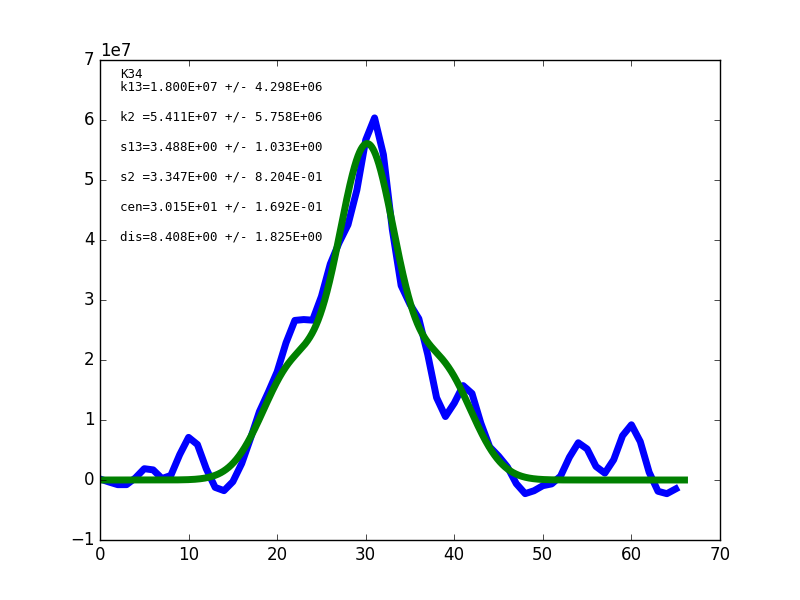 1e7
K34
k13=1.800E+07 +/- 4.298E+06
k2 =5.411E+07 +/- 5.758E+06
s13=3.488E+00 +/- 1.033E+00
s2 =3.347E+00 +/- 8.204E-01
cen=3.015E+01 +/- 1.692E-01
dis=8.408E+00 +/- 1.825E+00
7
6
5
4
3
2
1
0
−1
0 10 20 30 40 50 60 70